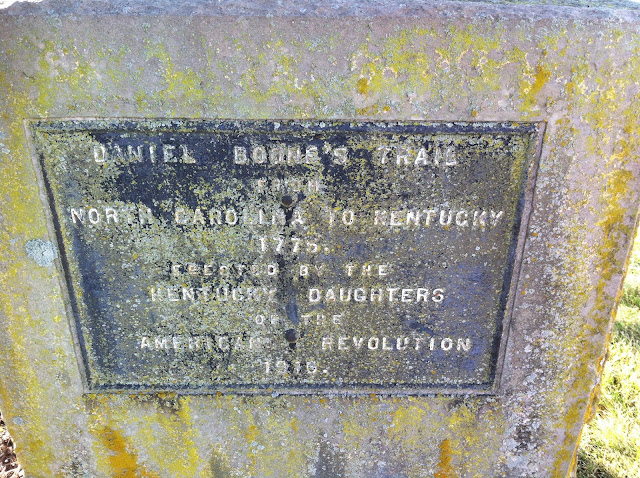 DANIEL BOONE'S TRAIL
FROM
NORTH CAROLINA TO KENTUCKY
1775.
ERECTED BY THE
KENTUCKY DAUGHTERS
OF THE
AMERICAN REVOLUTION